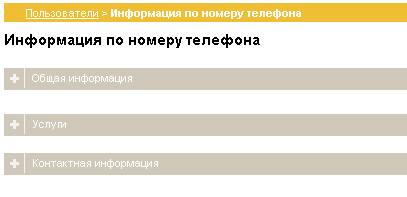 Пользователи > Информация по номеру телефона
Информация по номеру телефона
Общая информация
Услуги
Контактная информация